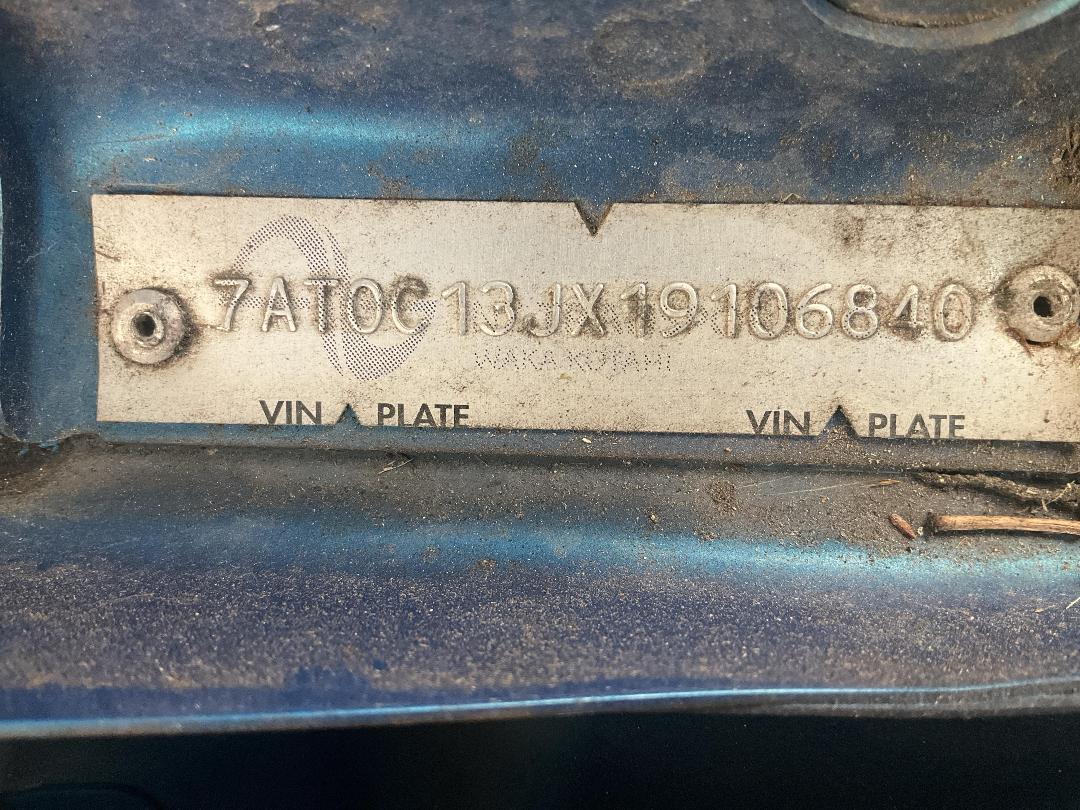 7AT0C13JX19106840
WAKA KOTAHI
VIN PLATE VIN PLATE